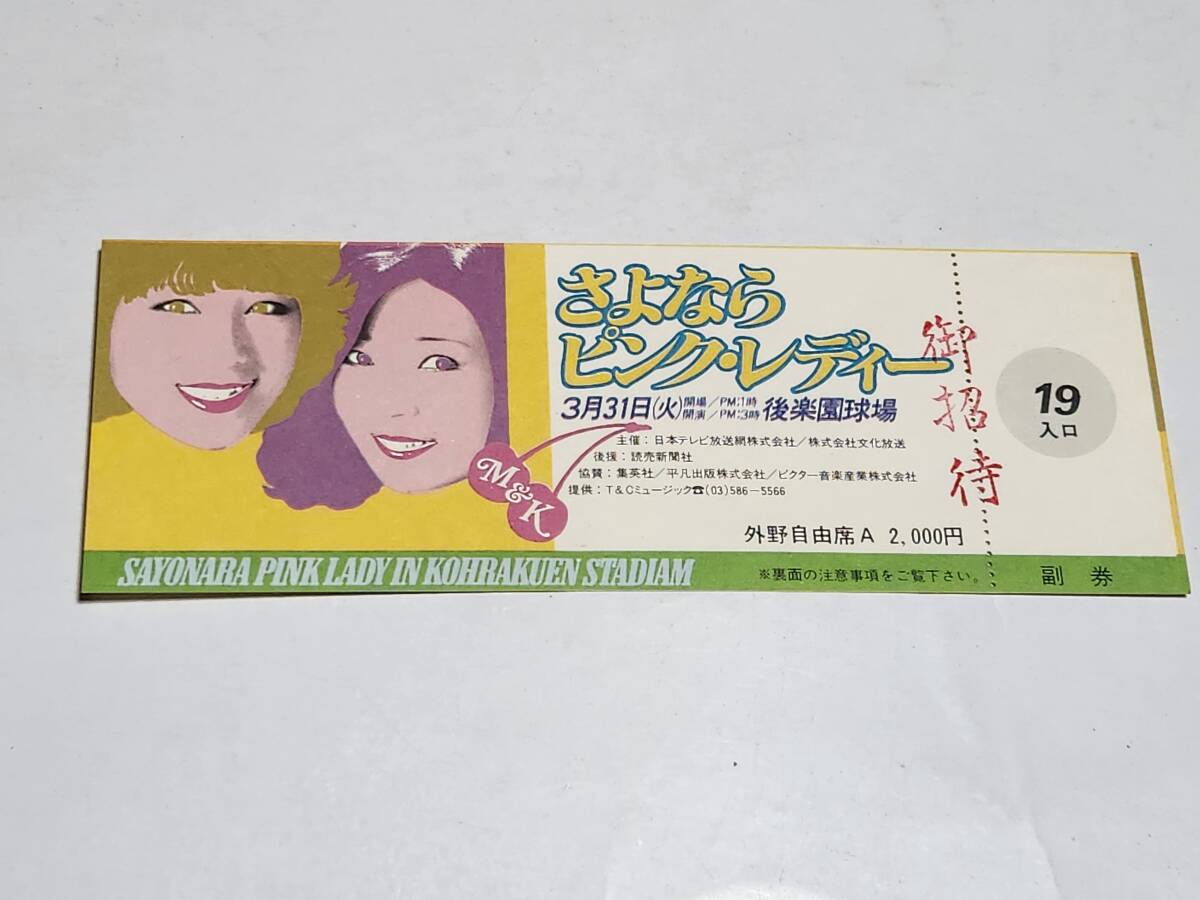 さよなら
ピンク・レディー
3月31日(火)開場/PM:1時 開演/PM:3時 後楽園球場
主催:日本テレビ放送網株式会社/株式会社文化放送
後援:読売新聞社
協賛:集英社/平凡出版株式会社/ビクター音楽産業株式会社
提供:T&Cミュージック☎(03)586-5566
M&K
外野自由席A 2,000円
SAYONARA PINK LADY IN KOHRAKUEN STADIAM
※裏面の注意事項をご覧下さい。
御招待
19
入口
副券